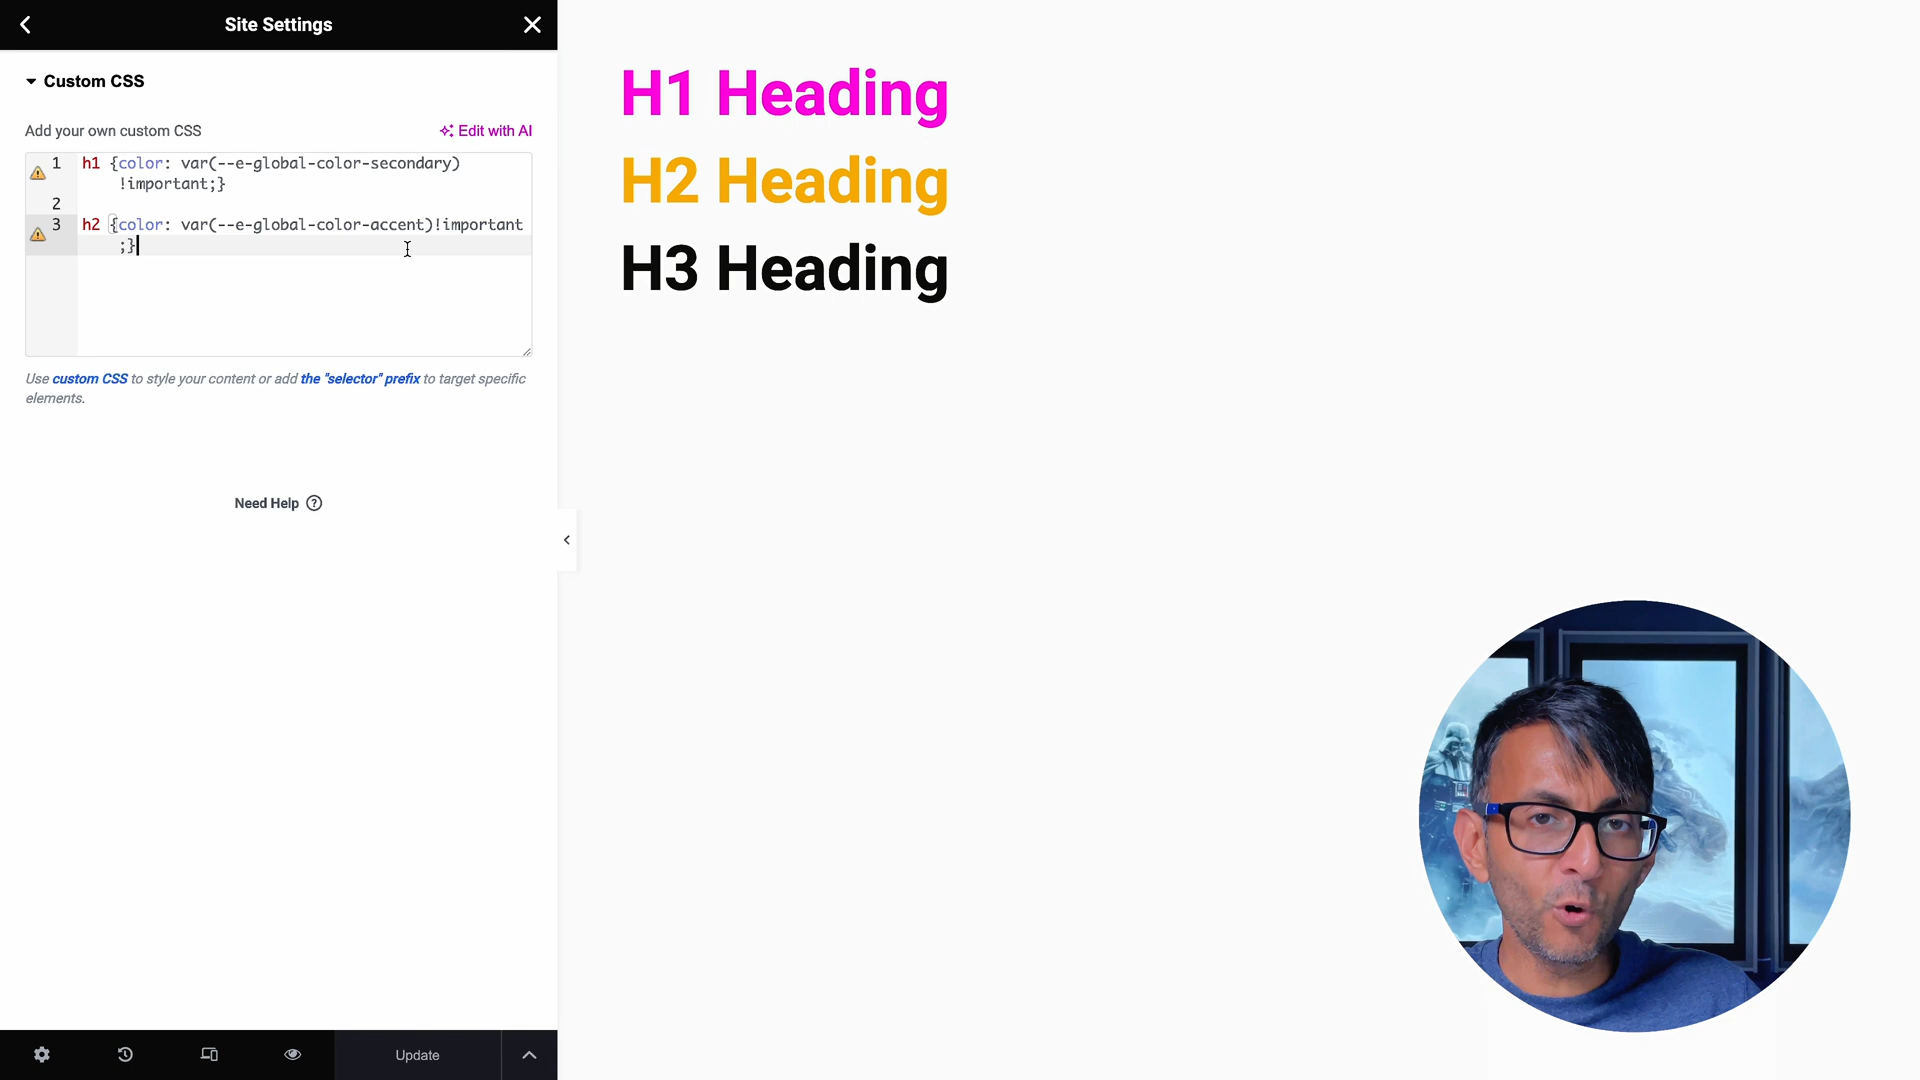 Site Settings
Custom CSS
Add your own custom CSS
Edit with AI
1 h1 {color: var(--e-global-color-secondary)
!important;}
2
3 h2 {color: var(--e-global-color-accent)!important
;}
Use custom CSS to style your content or add the "selector" prefix to target specific
elements.
Need Help
Update
H1 Heading
H2 Heading
H3 Heading